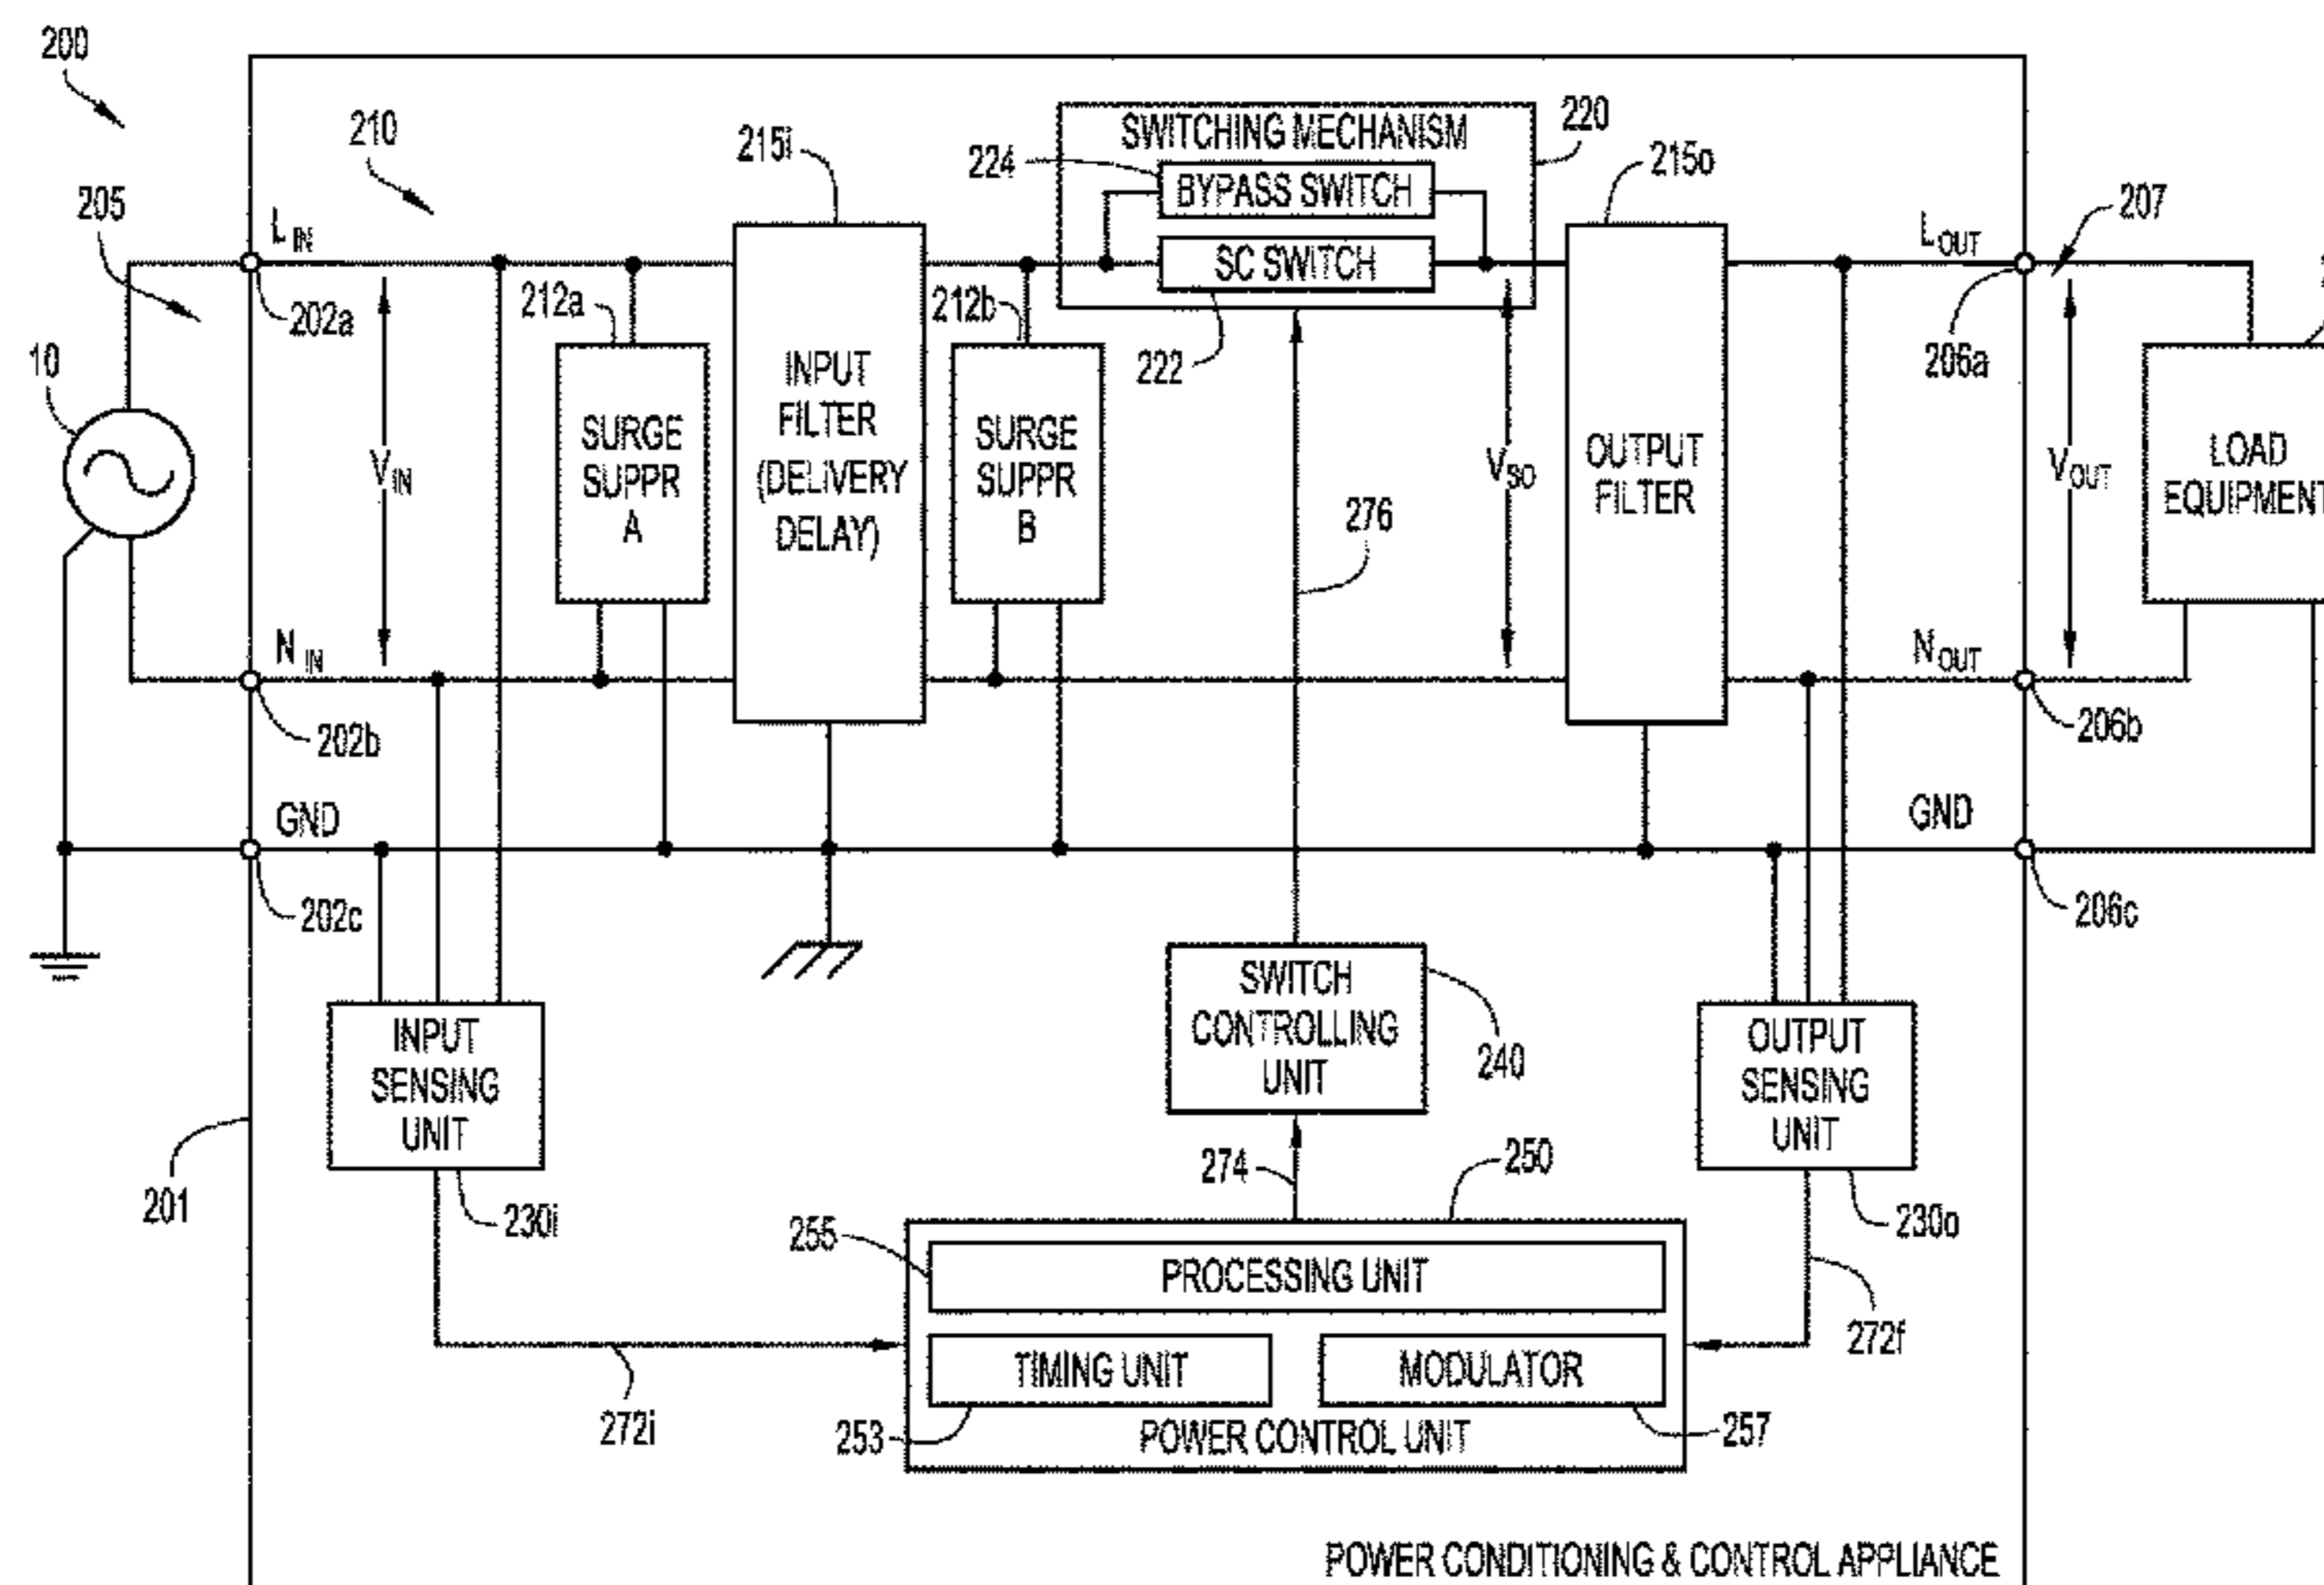 200
210
215i
SWITCHING MECHANISM
220
224
BYPASS SWITCH
215o
205
L IN
SC SWITCH
L OUT
207
202a
212a
212b
222
206a
10
V IN
SURGE
SUPPR
A
INPUT
FILTER
(DELIVERY
DELAY)
SURGE
SUPPR
B
276
V SO
OUTPUT
FILTER
V OUT
LOAD
EQUIPMENT
N IN
N OUT
202b
206b
GND
GND
202c
206c
INPUT
SENSING
UNIT
SWITCH
CONTROLLING
UNIT
240
OUTPUT
SENSING
UNIT
201
230i
274
250
230o
255
PROCESSING UNIT
272i
TIMING UNIT
MODULATOR
272f
253
POWER CONTROL UNIT
257
POWER CONDITIONING & CONTROL APPLIANCE